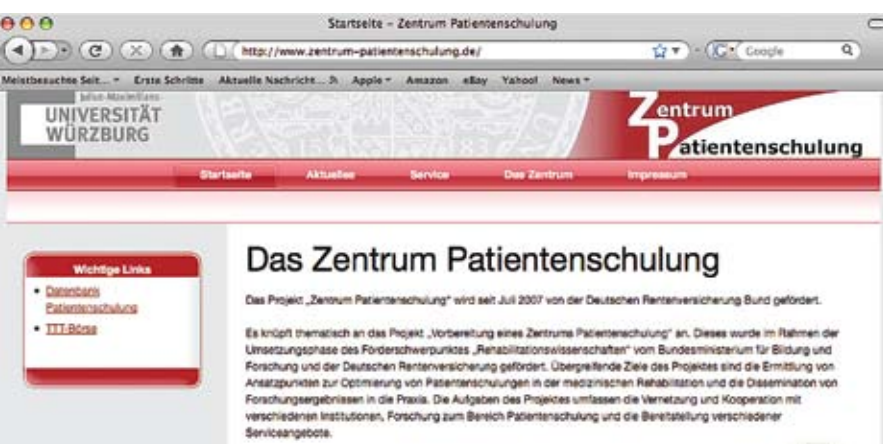 Startseite – Zentrum Patientenschulung
http://www.zentrum-patientenschulung.de/
Google
Meistbesuchte Seit... Erste Schritte Aktuelle Nachricht... Apple Amazon eBay Yahoo! News
Julius-Maximilians-
UNIVERSITÄT
WÜRZBURG
Zentrum
Patientenschulung
Startseite Aktuelles Service Das Zentrum Impressum
Wichtige Links
• Datenbank
Patientenschulung
• TTT-Börse
Das Zentrum Patientenschulung
Das Projekt „Zentrum Patientenschulung" wird seit Juli 2007 von der Deutschen Rentenversicherung Bund gefördert.
Es knüpft thematisch an das Projekt „Vorbereitung eines Zentrums Patientenschulung" an. Dieses wurde im Rahmen der
Umsetzungsphase des Förderschwerpunktes „Rehabilitationswissenschaften" vom Bundesministerium für Bildung und
Forschung und der Deutschen Rentenversicherung gefördert. Übergreifende Ziele des Projektes sind die Ermittlung von
Ansatzpunkten zur Optimierung von Patientenschulungen in der medizinischen Rehabilitation und die Dissemination von
Forschungsergebnissen in die Praxis. Die Aufgaben des Projektes umfassen die Vernetzung und Kooperation mit
verschiedenen Institutionen, Forschung zum Bereich Patientenschulung und die Bereitstellung verschiedener
Serviceangebote.